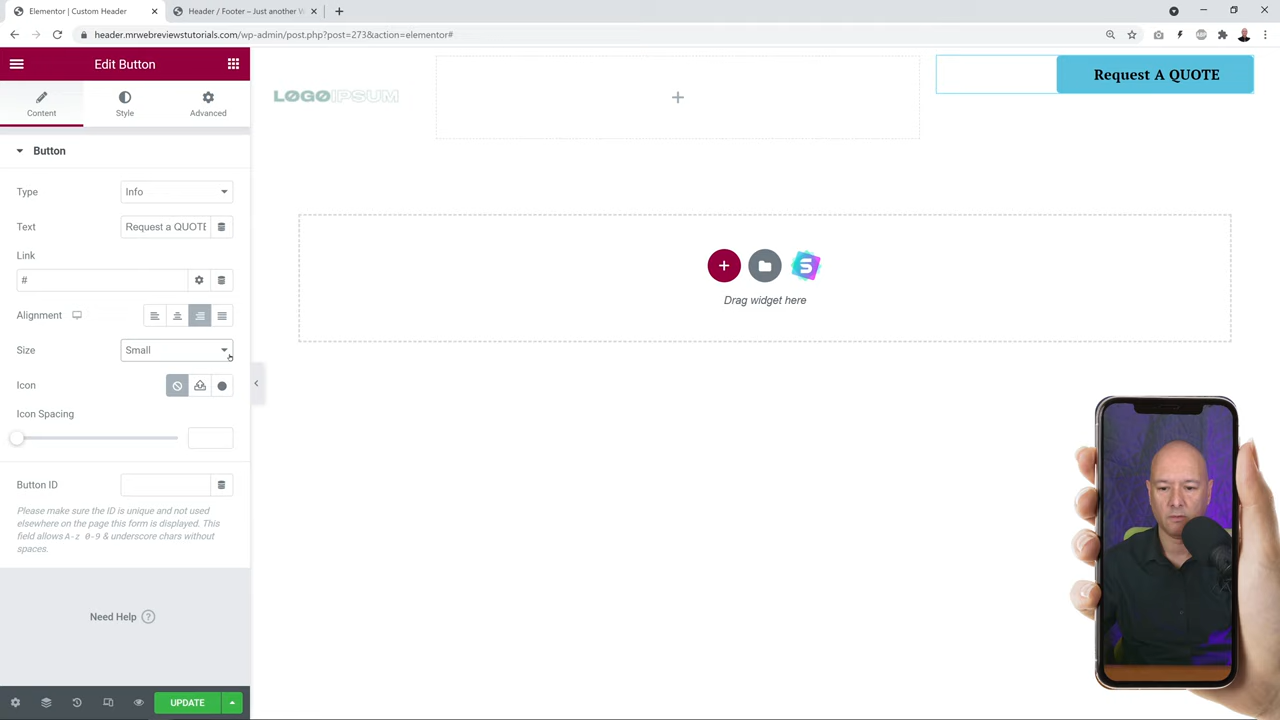 Elementor | Custom Header
Header / Footer – Just another W
header.mrwebreviewstutorials.com/wp-admin/post.php?post=273&action=elementor#
Edit Button
Content
Style
Advanced
Button
Type
Info
Text
Request a QUOTE
Link
#
Alignment
Size
Small
Icon
Icon Spacing
Button ID
Please make sure the ID is unique and not used
elsewhere on the page this form is displayed. This
field allows A-z 0-9 & underscore chars without
spaces.
Need Help ?
UPDATE
LOGOIPSUM
Request A QUOTE
Drag widget here